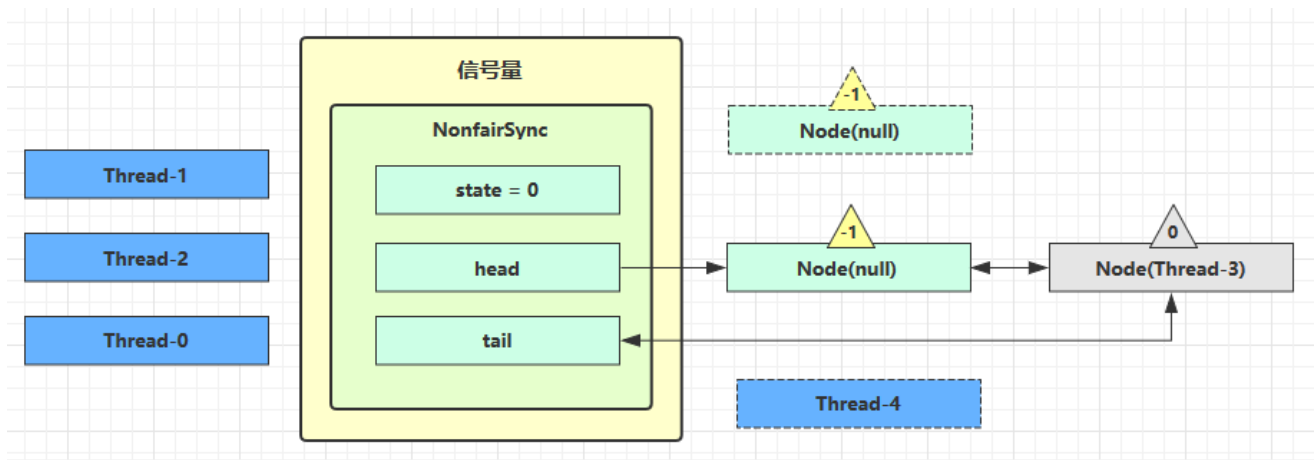 信号量
NonfairSync
state = 0
head
tail
Thread-1
Thread-2
Thread-0
-1
Node(null)
-1
Node(null)
0
Node(Thread-3)
Thread-4